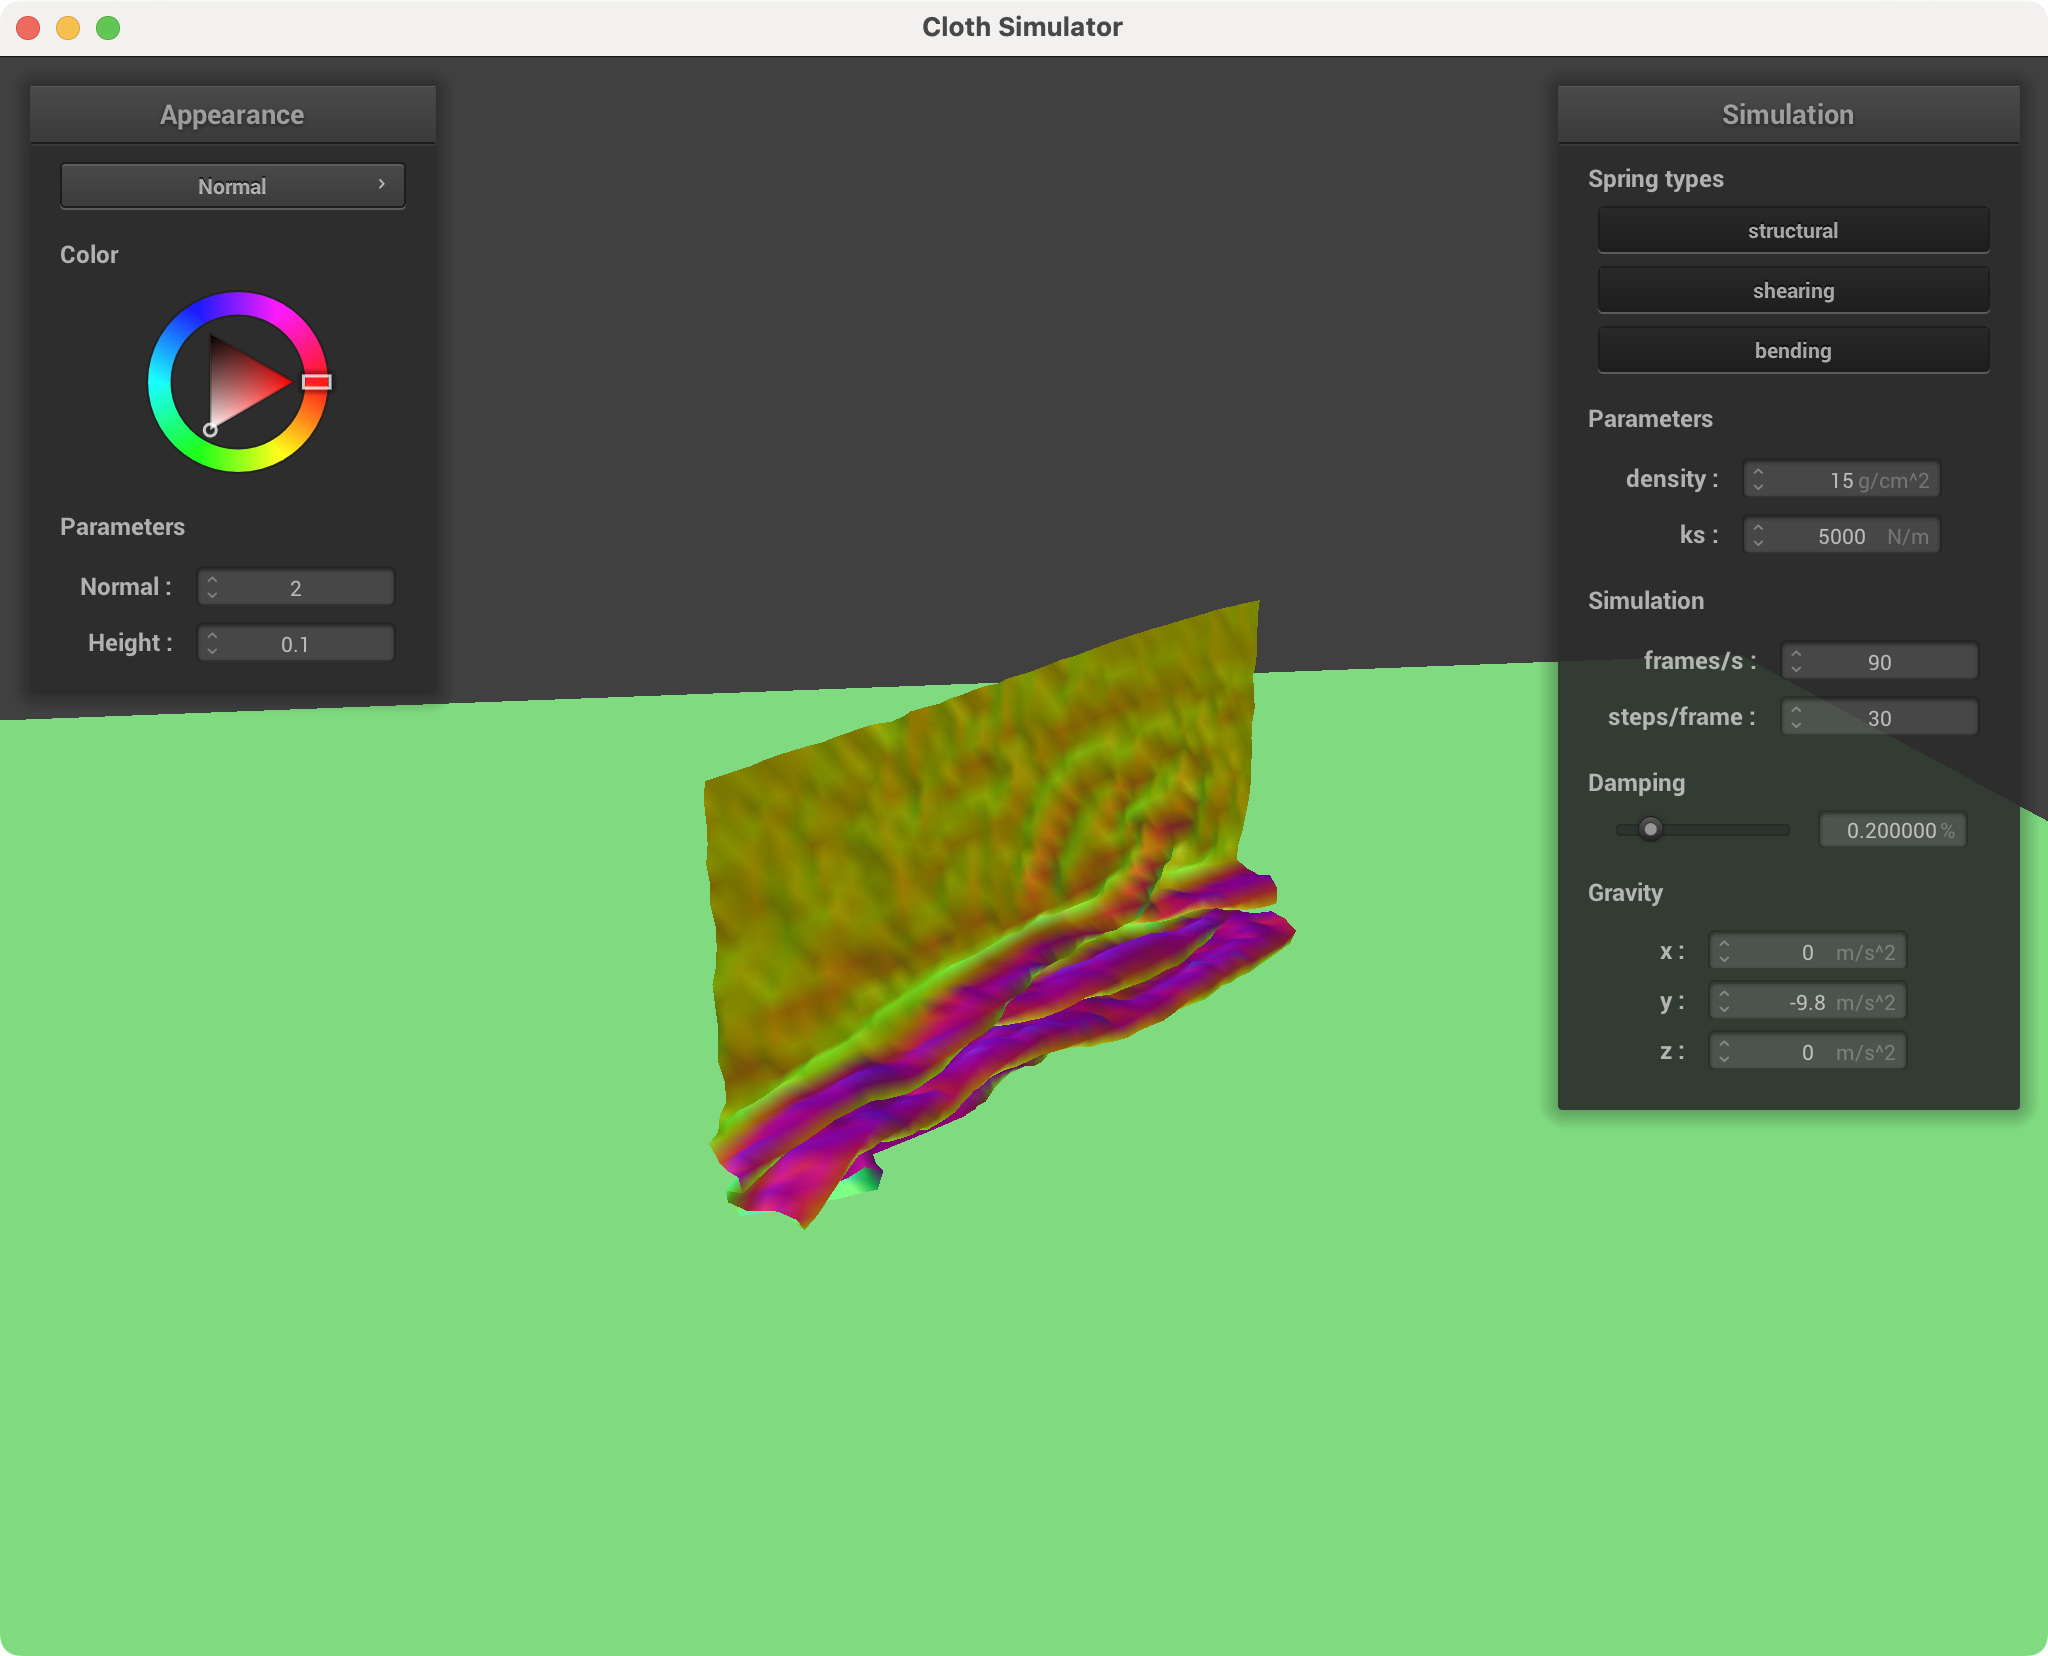 Cloth Simulator
Appearance
Normal
Color
Parameters
Normal : 2
Height : 0.1
Simulation
Spring types
structural
shearing
bending
Parameters
density : 15 g/cm^2
ks : 5000 N/m
Simulation
frames/s : 90
steps/frame : 30
Damping
0.200000 %
Gravity
x : 0 m/s^2
y : -9.8 m/s^2
z : 0 m/s^2